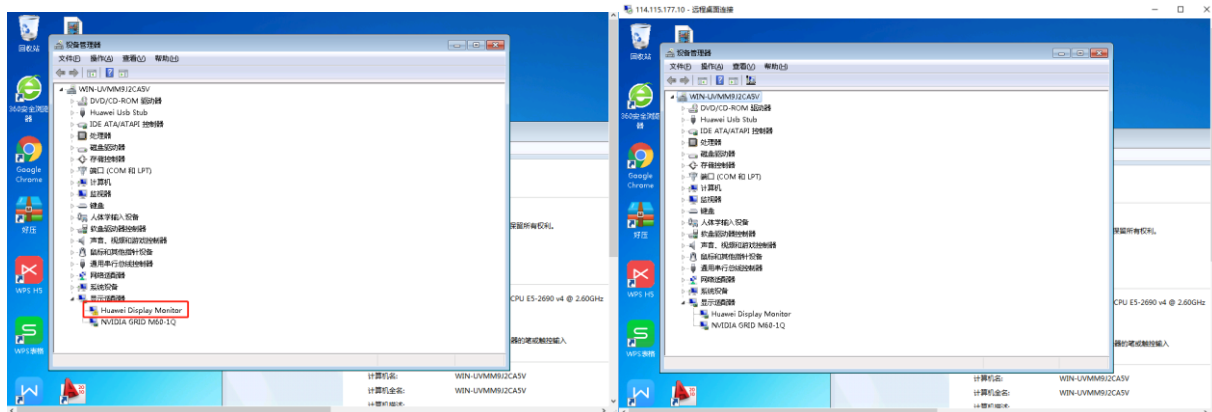 回收站
360安全浏览器
Google Chrome
好压
WPS H5
WPS表格
设备管理器
文件(F) 操作(A) 查看(V) 帮助(H)
WIN-UVMM9J2CA5V
DVD/CD-ROM 驱动器
Huawei Usb Stub
IDE ATA/ATAPI 控制器
处理器
磁盘驱动器
存储控制器
端口 (COM 和 LPT)
计算机
监视器
键盘
人体学输入设备
软盘驱动器控制器
声音、视频和游戏控制器
鼠标和其他指针设备
通用串行总线控制器
网络适配器
系统设备
显示适配器
Huawei Display Monitor
NVIDIA GRID M60-1Q
保留所有权利。
CPU E5-2690 v4 @ 2.60GHz
器的笔或触控输入
计算机名: WIN-UVMM9J2CA5V
计算机全名: WIN-UVMM9J2CA5V
计算机描述:
114.115.177.10 - 远程桌面连接
回收站
360安全浏览器
Google Chrome
好压
WPS H5
WPS表格
设备管理器
文件(F) 操作(A) 查看(V) 帮助(H)
WIN-UVMM9J2CA5V
DVD/CD-ROM 驱动器
Huawei Usb Stub
IDE ATA/ATAPI 控制器
处理器
磁盘驱动器
存储控制器
端口 (COM 和 LPT)
计算机
监视器
键盘
人体学输入设备
软盘驱动器控制器
声音、视频和游戏控制器
鼠标和其他指针设备
通用串行总线控制器
网络适配器
系统设备
显示适配器
Huawei Display Monitor
NVIDIA GRID M60-1Q
保留所有权利。
CPU E5-2690 v4 @ 2.60GHz
器的笔或触控输入
计算机名: WIN-UVMM9J2CA5V
计算机全名: WIN-UVMM9J2CA5V
计算机描述: